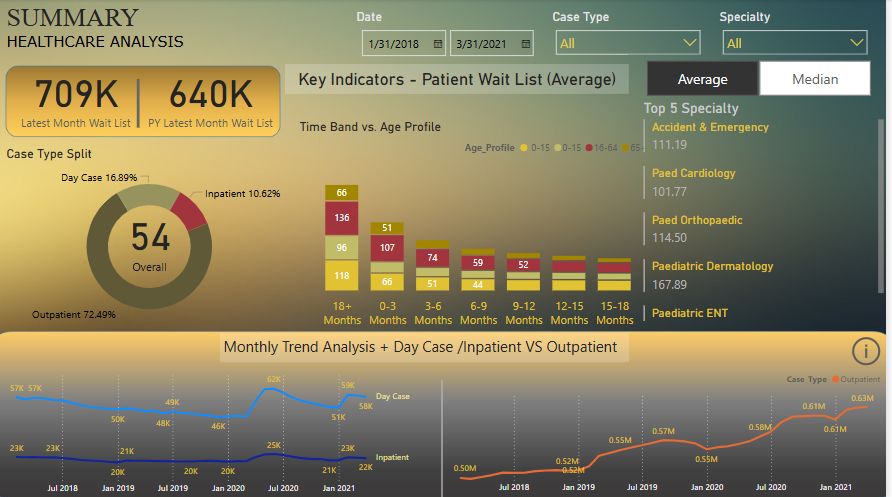 SUMMARY
HEALTHCARE ANALYSIS
Date
Case Type
Specialty
1/31/2018
3/31/2021
All
All
709K
Latest Month Wait List
640K
PY Latest Month Wait List
Key Indicators - Patient Wait List (Average)
Average
Median
Case Type Split
Day Case 16.89%
Inpatient 10.62%
54
Overall
Outpatient 72.49%
Time Band vs. Age Profile
Age_Profile 0-15 0-15 16-64 65
66
136
96
118
51
107
66
74
51
59
44
52
18+ Months
0-3 Months
3-6 Months
6-9 Months
9-12 Months
12-15 Months
15-18 Months
Top 5 Specialty
Accident & Emergency
111.19
Paed Cardiology
101.77
Paed Orthopaedic
114.50
Paediatric Dermatology
167.89
Paediatric ENT
Monthly Trend Analysis + Day Case /Inpatient VS Outpatient
i
57K 57K
50K
49K
48K
46K
62K
51K
59K
58K
Day Case
23K
23K
20K
21K
20K
20K
25K
21K
23K
22K
Inpatient
Jul 2018
Jan 2019
Jul 2019
Jan 2020
Jul 2020
Jan 2021
Case Type Outpatient
0.50M
0.52M
0.52M
0.55M
0.57M
0.55M
0.58M
0.61M
0.61M
0.63M
Jul 2018
Jan 2019
Jul 2019
Jan 2020
Jul 2020
Jan 2021